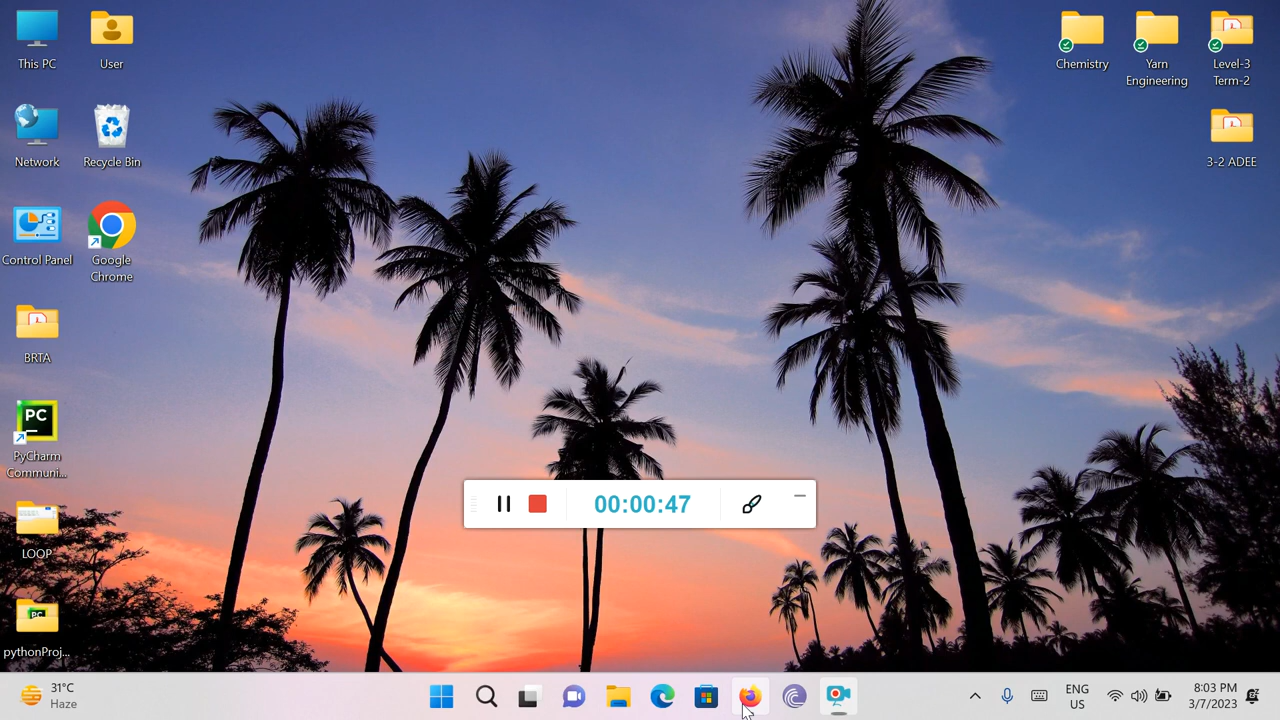 This PC
User
Chemistry
Yarn
Engineering
Level-3
Term-2
Network
Recycle Bin
3-2 ADEE
Control Panel
Google
Chrome
BRTA
PC
PyCharm
Communi...
00:00:47
LOOP
PC
pythonProj...
31°C
Haze
ENG
US
8:03 PM
3/7/2023